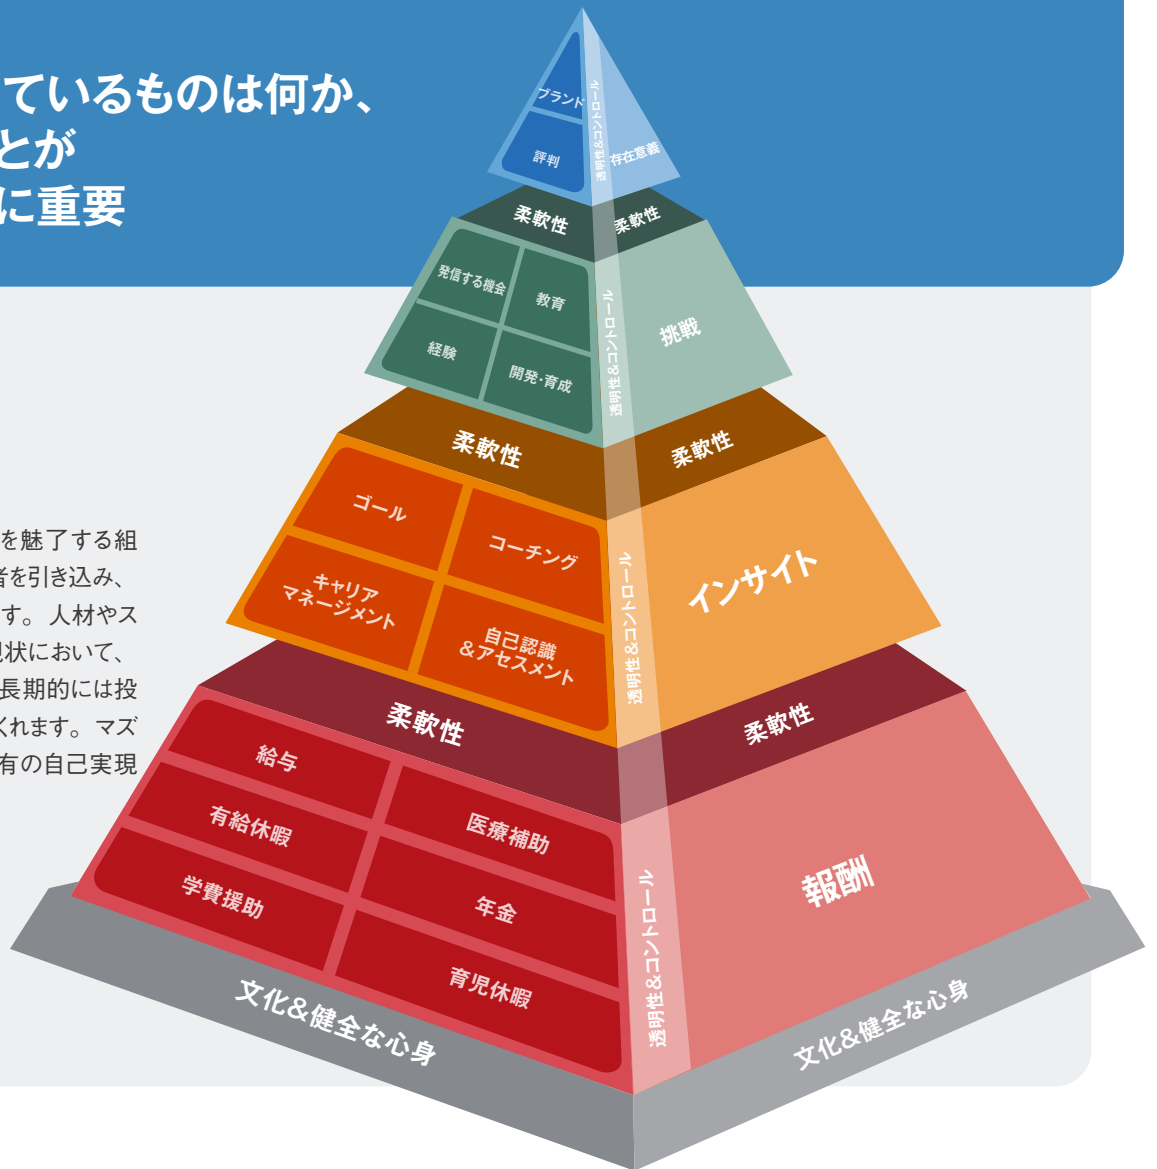 ているものは何か、
とが
に重要
ブランド
評判
透明性&コントロール
存在意義
柔軟性
柔軟性
発信する機会
教育
経験
開発・育成
透明性&コントロール
挑戦
柔軟性
柔軟性
ゴール
コーチング
キャリア
マネージメント
自己認識
&アセスメント
透明性&コントロール
インサイト
を魅了する組
者を引き込み、
す。人材やス
現状において、
長期的には投
くれます。マズ
有の自己実現
柔軟性
柔軟性
給与
医療補助
有給休暇
年金
学費援助
育児休暇
透明性&コントロール
報酬
文化&健全な心身
文化&健全な心身